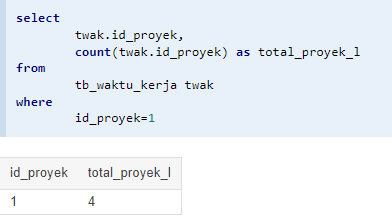 select
twak.id_proyek,
count(twak.id_proyek) as total_proyek_l
from
tb_waktu_kerja twak
where
id_proyek=1
id_proyek total_proyek_l
1 4